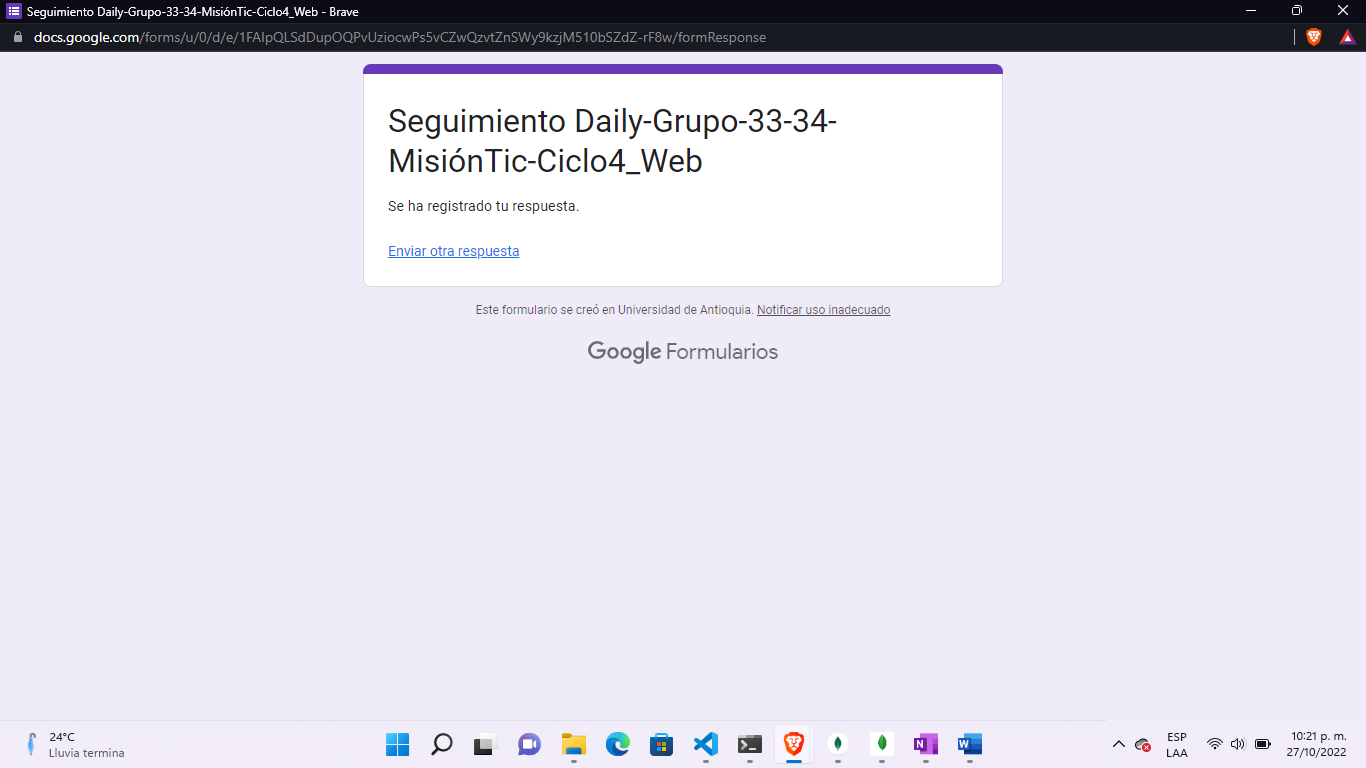 Seguimiento Daily-Grupo-33-34-MisiónTic-Ciclo4_Web - Brave
docs.google.com/forms/u/0/d/e/1FAIpQLSdDupOQPvUziocwPs5vCZwQzvtZnSWy9kzjM510bSZdZ-rF8w/formResponse
Seguimiento Daily-Grupo-33-34-
MisiónTic-Ciclo4_Web
Se ha registrado tu respuesta.
Enviar otra respuesta
Este formulario se creó en Universidad de Antioquia. Notificar uso inadecuado
Google Formularios
24°C
Lluvia termina
ESP
LAA
10:21 p. m.
27/10/2022